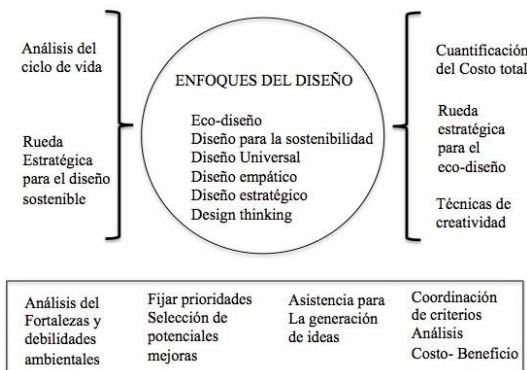 Análisis del
ciclo de vida
Rueda
Estratégica
para el diseño
sostenible
ENFOQUES DEL DISEÑO
Eco-diseño
Diseño para la sostenibilidad
Diseño Universal
Diseño empático
Diseño estratégico
Design thinking
Cuantificación
del Costo total
Rueda
estratégica
para el
eco-diseño
Técnicas de
creatividad
Análisis del
Fortalezas y
debilidades
ambientales
Fijar prioridades
Selección de
potenciales
mejoras
Asistencia para
La generación
de ideas
Coordinación
de criterios
Análisis
Costo- Beneficio